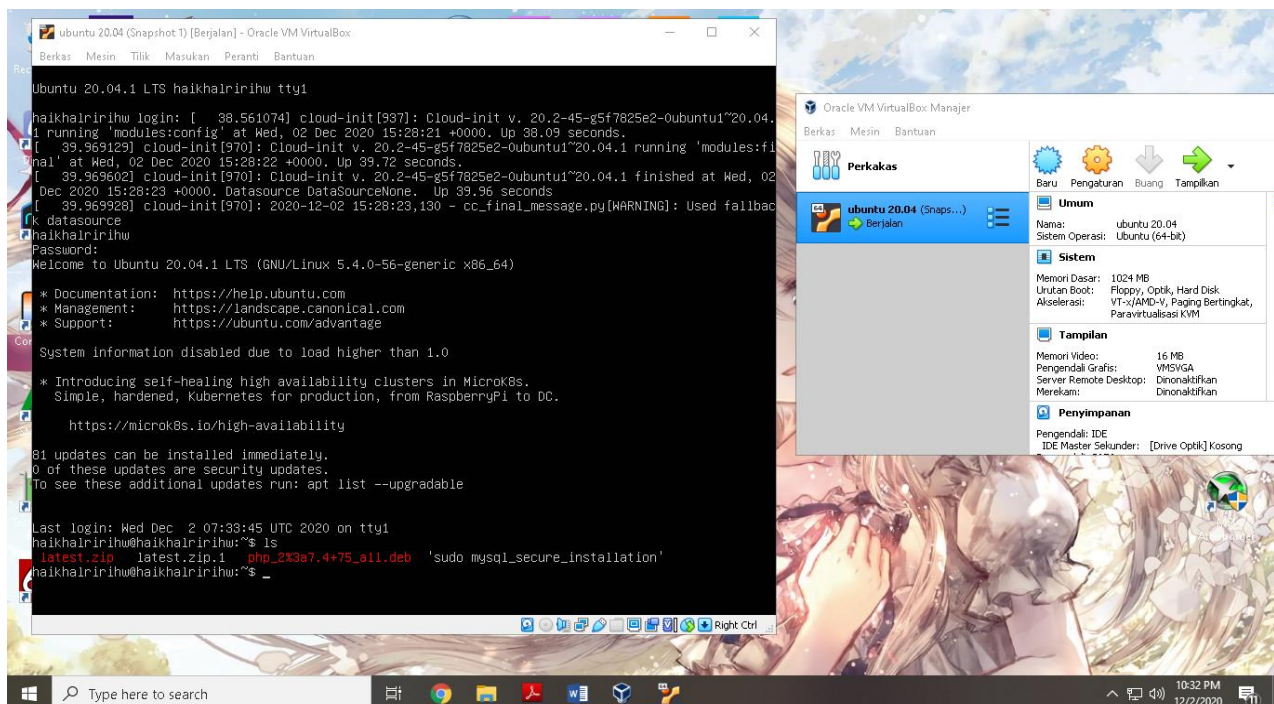 ubuntu 20.04 (Snapshot 1) [Berjalan] - Oracle VM VirtualBox
Berkas Mesin Tilik Masukan Peranti Bantuan
Ubuntu 20.04.1 LTS haikhalririhw tty1
haikhalririhw login: [   38.561074] cloud-init[937]: Cloud-init v. 20.2-45-g5f7825e2-0ubuntu1~20.04.
1 running 'modules:config' at Wed, 02 Dec 2020 15:28:21 +0000. Up 38.09 seconds.
[   39.969129] cloud-init[970]: Cloud-init v. 20.2-45-g5f7825e2-0ubuntu1~20.04.1 running 'modules:fi
nal' at Wed, 02 Dec 2020 15:28:22 +0000. Up 39.72 seconds.
[   39.969602] cloud-init[970]: Cloud-init v. 20.2-45-g5f7825e2-0ubuntu1~20.04.1 finished at Wed, 02
 Dec 2020 15:28:23 +0000. Datasource DataSourceNone.  Up 39.96 seconds
[   39.969928] cloud-init[970]: 2020-12-02 15:28:23,130 - cc_final_message.py[WARNING]: Used fallbac
k datasource
haikhalririhw
Password:
Welcome to Ubuntu 20.04.1 LTS (GNU/Linux 5.4.0-56-generic x86_64)
* Documentation:  https://help.ubuntu.com
* Management:     https://landscape.canonical.com
* Support:        https://ubuntu.com/advantage
System information disabled due to load higher than 1.0
* Introducing self-healing high availability clusters in MicroK8s.
Simple, hardened, Kubernetes for production, from RaspberryPi to DC.
https://microk8s.io/high-availability
81 updates can be installed immediately.
0 of these updates are security updates.
To see these additional updates run: apt list --upgradable
Last login: Wed Dec  2 07:33:45 UTC 2020 on tty1
haikhalririhw@haikhalririhw:~$ ls
latest.zip   latest.zip.1   php_2%3a7.4+75_all.deb  'sudo mysql_secure_installation'
haikhalririhw@haikhalririhw:~$ _
Right Ctrl
Oracle VM VirtualBox Manajer
Berkas Mesin Bantuan
Perkakas
Baru Pengaturan Buang Tampilkan
ubuntu 20.04 (Snaps...)
Berjalan
Umum
Nama: ubuntu 20.04
Sistem Operasi: Ubuntu (64-bit)
Sistem
Memori Dasar: 1024 MB
Urutan Boot: Floppy, Optik, Hard Disk
Akselerasi: VT-x/AMD-V, Paging Bertingkat,
Paravirtualisasi KVM
Tampilan
Memori Video: 16 MB
Pengendali Grafis: VMSVGA
Server Remote Desktop: Dinonaktifkan
Merekam: Dinonaktifkan
Penyimpanan
Pengendali: IDE
IDE Master Sekunder: [Drive Optik] Kosong
Type here to search
10:32 PM
12/2/2020